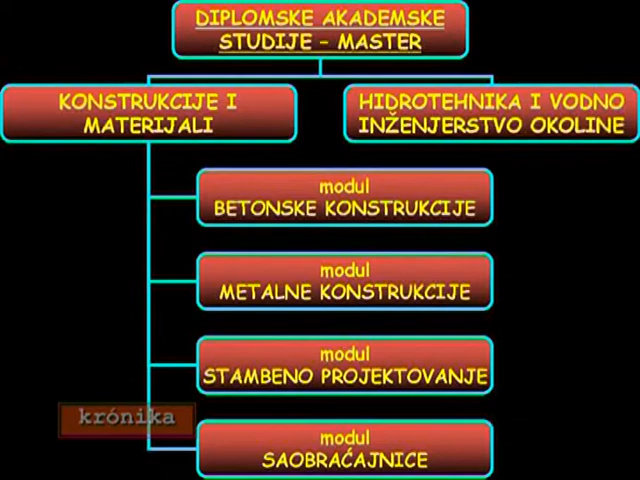 DIPLOMSKE AKADEMSKE
STUDIJE – MASTER
KONSTRUKCIJE I
MATERIJALI
HIDROTEHNIKA I VODNO
INŽENJERSTVO OKOLINE
modul
BETONSKE KONSTRUKCIJE
modul
METALNE KONSTRUKCIJE
modul
STAMBENO PROJEKTOVANJE
krónika
modul
SAOBRAĆAJNICE